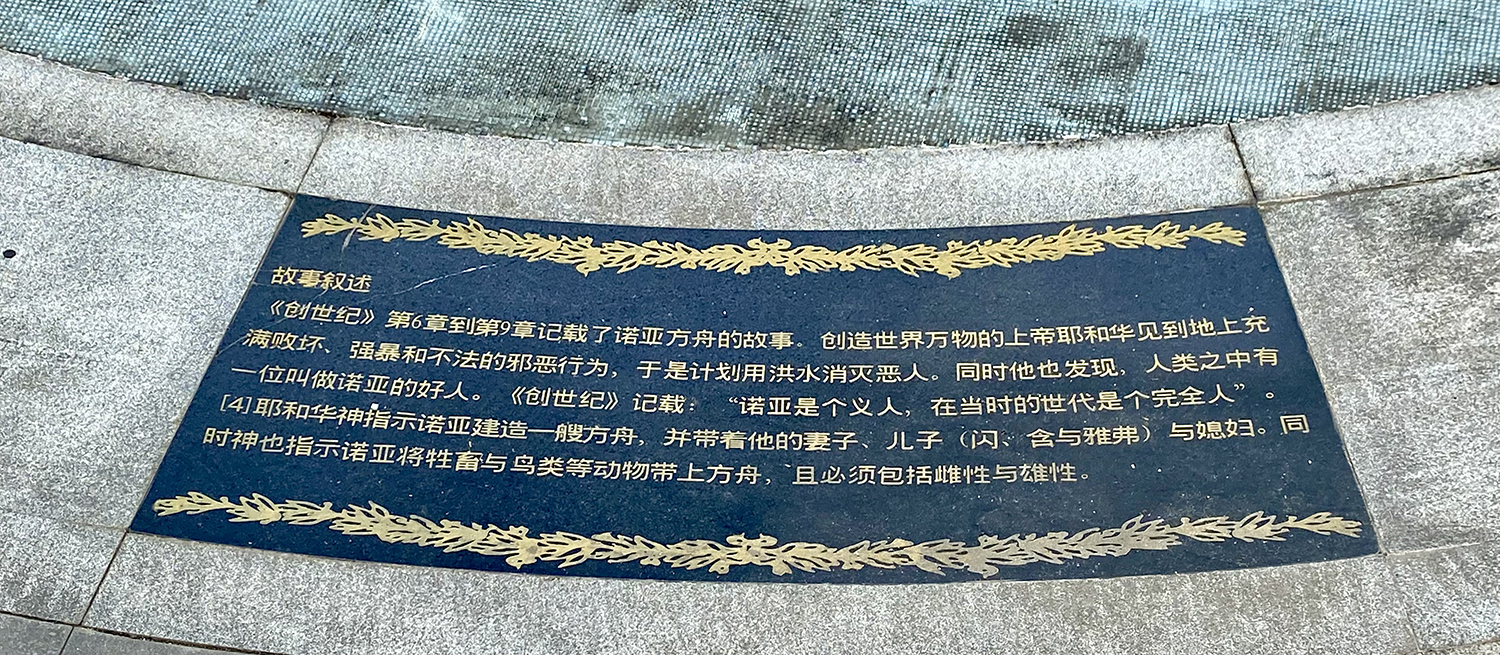 故事叙述
《创世纪》第6章到第9章记载了诺亚方舟的故事。创造世界万物的上帝耶和华见到地上充
满败坏、强暴和不法的邪恶行为，于是计划用洪水消灭恶人。同时他也发现，人类之中有
一位叫做诺亚的好人。《创世纪》记载：“诺亚是个义人，在当时的世代是个完全人”。
[4]耶和华神指示诺亚建造一艘方舟，并带着他的妻子、儿子（闪、含与雅弗）与媳妇。同
时神也指示诺亚将牲畜与鸟类等动物带上方舟，且必须包括雌性与雄性。